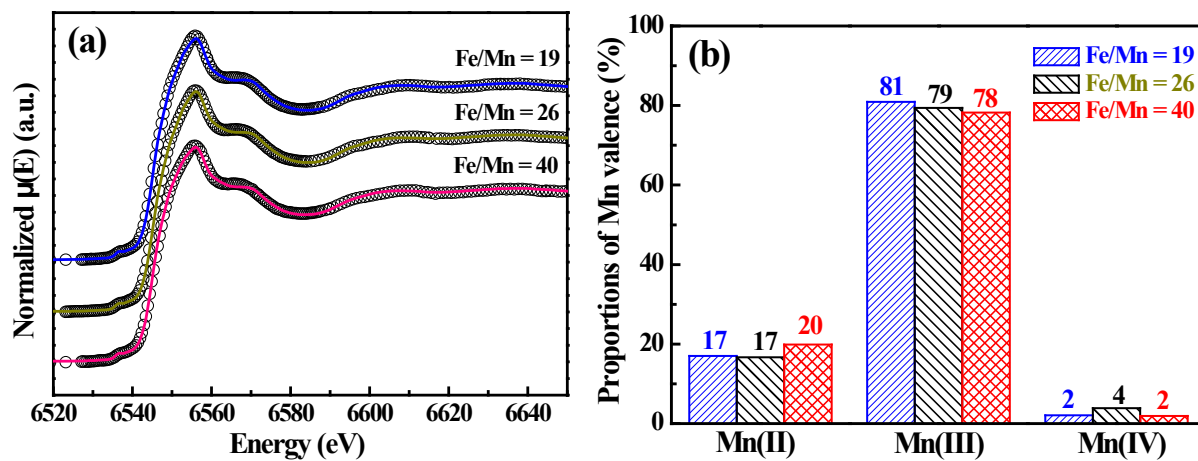 (a)
Fe/Mn = 19
Fe/Mn = 26
Fe/Mn = 40
Normalized μ(E) (a.u.)
6520 6540 6560 6580 6600 6620 6640
Energy (eV)
(b)
Fe/Mn = 19
Fe/Mn = 26
Fe/Mn = 40
Proportions of Mn valence (%)
100
80
60
40
20
0
17 17 20
81 79 78
2 4 2
Mn(II) Mn(III) Mn(IV)